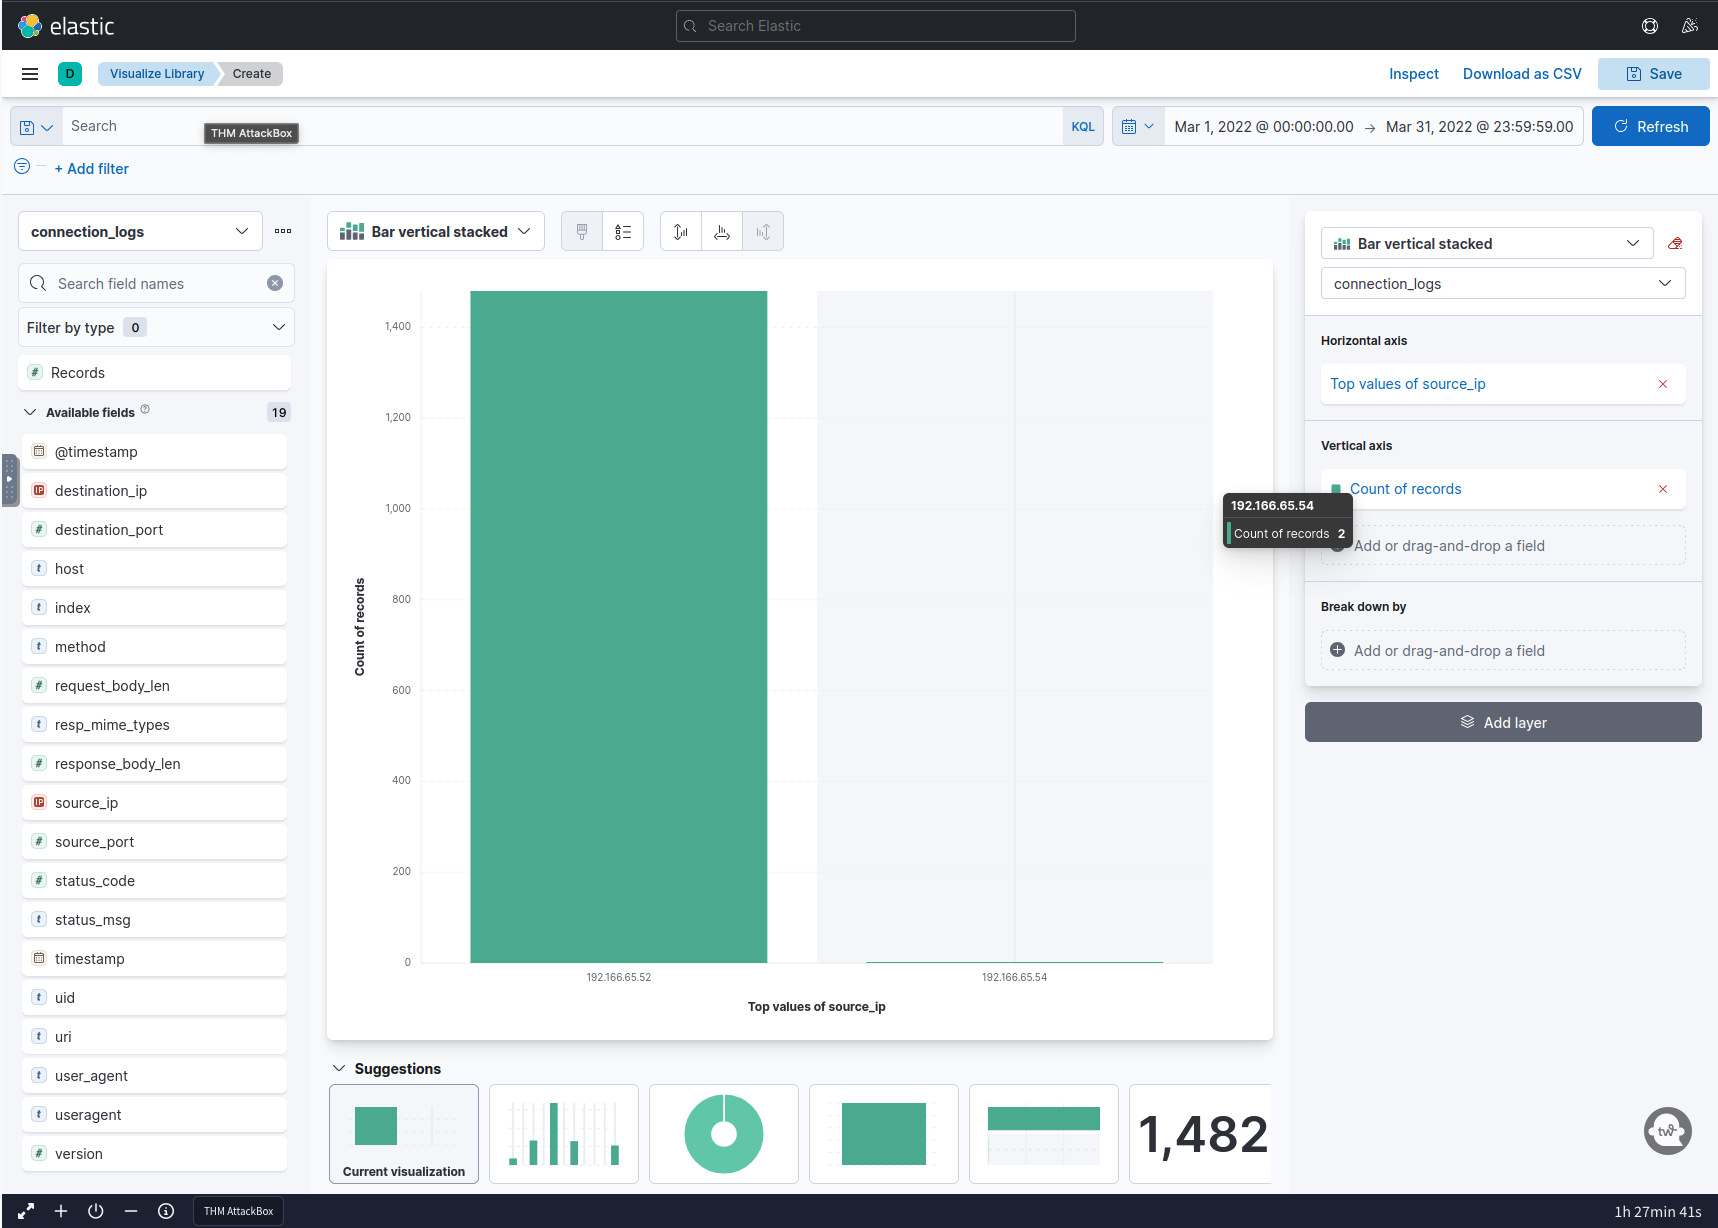 elastic
Search Elastic
D
Visualize Library
Create
Inspect
Download as CSV
Save
Search
KQL
Mar 1, 2022 @ 00:00:00.00 → Mar 31, 2022 @ 23:59:59.00
Refresh
THM AttackBox
+ Add filter
connection_logs
Search field names
Filter by type 0
# Records
Available fields 19
@timestamp
IP destination_ip
# destination_port
t host
t index
t method
# request_body_len
t resp_mime_types
# response_body_len
IP source_ip
# source_port
# status_code
t status_msg
timestamp
t uid
t uri
t user_agent
t useragent
# version
Bar vertical stacked
1,400
1,200
1,000
800
600
400
200
0
Count of records
192.166.65.52
192.166.65.54
Top values of source_ip
192.166.65.54
Count of records 2
Suggestions
Current visualization
1,482
Bar vertical stacked
connection_logs
Horizontal axis
Top values of source_ip
Vertical axis
Count of records
Add or drag-and-drop a field
Break down by
Add or drag-and-drop a field
Add layer
tw
THM AttackBox
1h 27min 41s